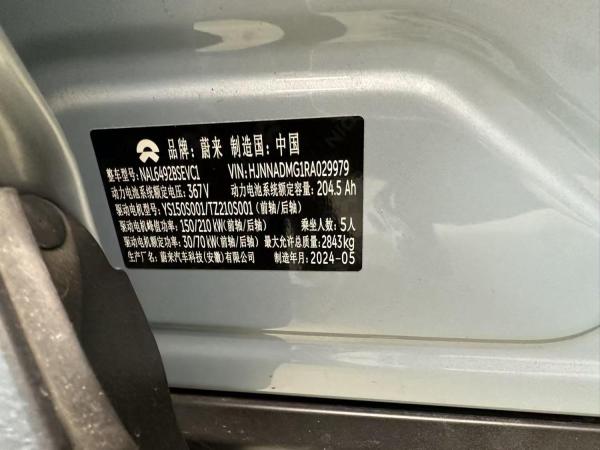 品牌：蔚来 制造国：中国
整车型号：NAL6492BSEVC1 VIN：HJNNADMG1RA029979
动力电池系统额定电压：367V 动力电池系统额定容量：204.5 Ah
驱动电机型号：YS150S001/TZ210S001（前轴/后轴）
驱动电机峰值功率：150/210 kW（前轴/后轴） 乘坐人数：5人
驱动电机额定功率：30/70 kW（前轴/后轴） 最大允许总质量：2843kg
生产厂名：蔚来汽车科技（安徽）有限公司 制造年月：2024-05